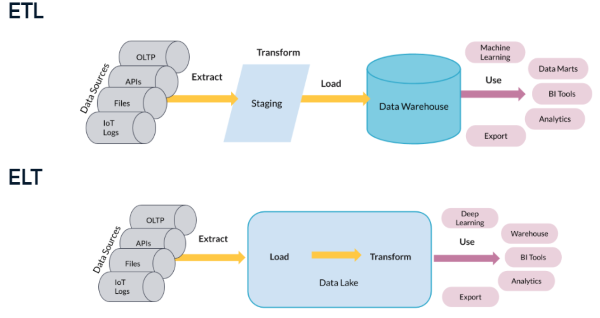 ETL
Data Sources
OLTP
APIs
Files
IoT
Logs
Extract
Transform
Staging
Load
Data Warehouse
Machine
Learning
Use
Data Marts
BI Tools
Analytics
Export
ELT
Data Sources
OLTP
APIs
Files
IoT
Logs
Extract
Load
Transform
Data Lake
Deep
Learning
Use
Warehouse
BI Tools
Analytics
Export